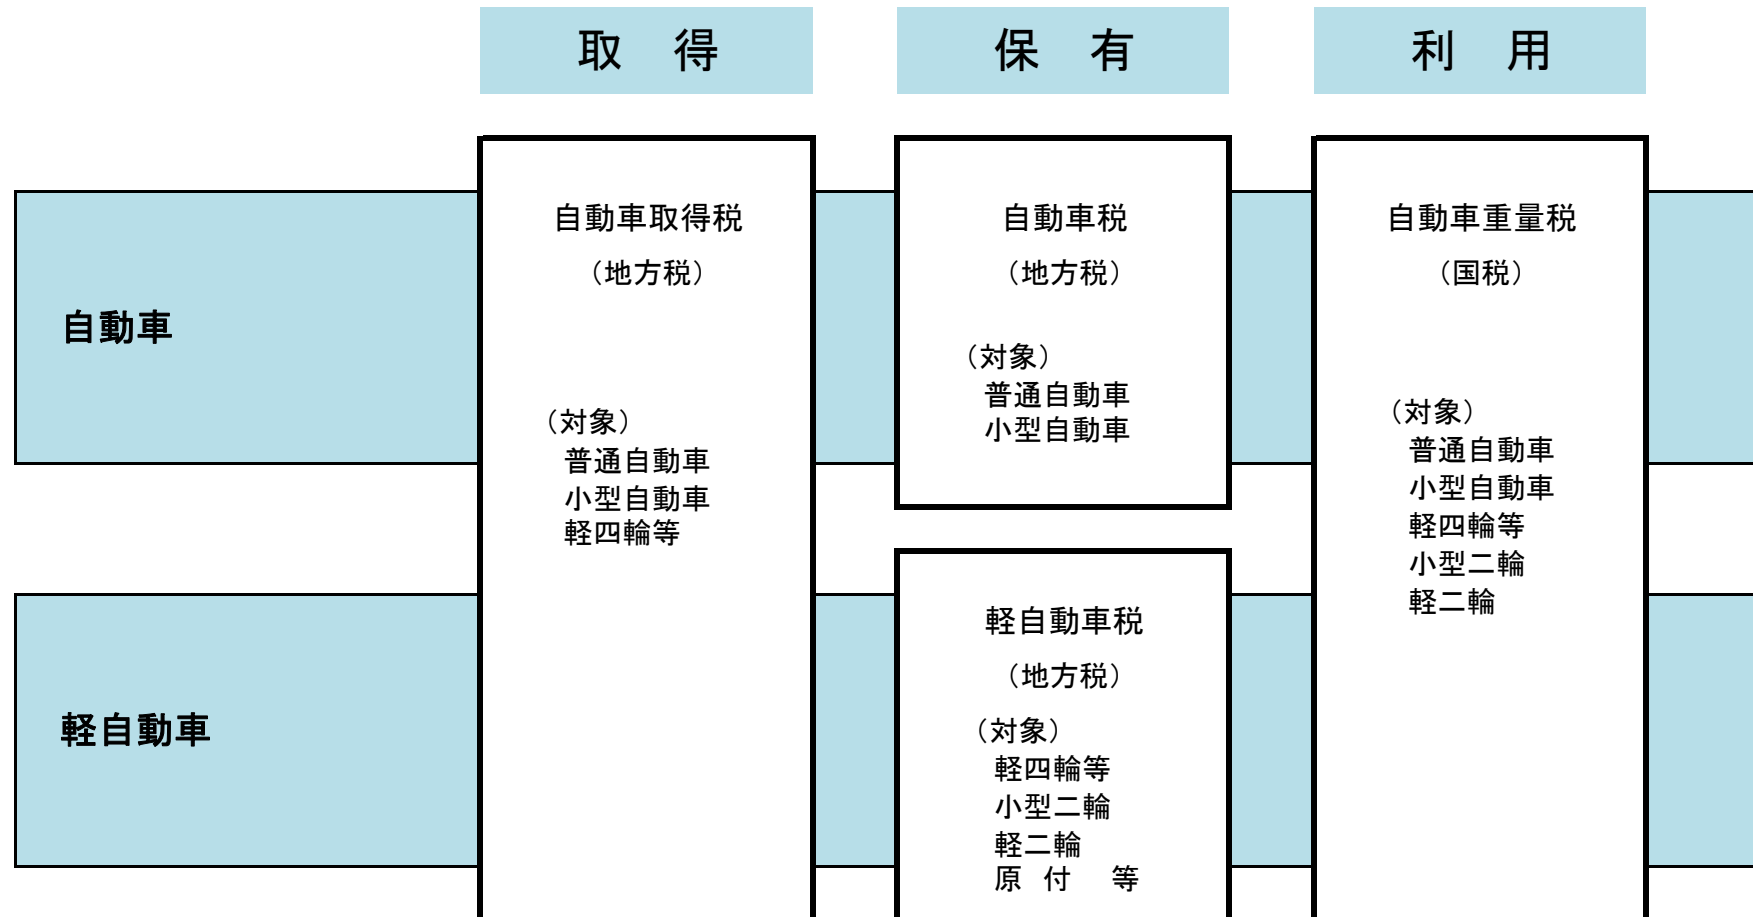 取　得
保　有
利　用
自動車
自動車取得税
（地方税）
（対象）
普通自動車
小型自動車
軽四輪等
自動車税
（地方税）
（対象）
普通自動車
小型自動車
自動車重量税
（国税）
（対象）
普通自動車
小型自動車
軽四輪等
小型二輪
軽二輪
軽自動車
軽自動車税
（地方税）
（対象）
軽四輪等
小型二輪
軽二輪
原　付　等